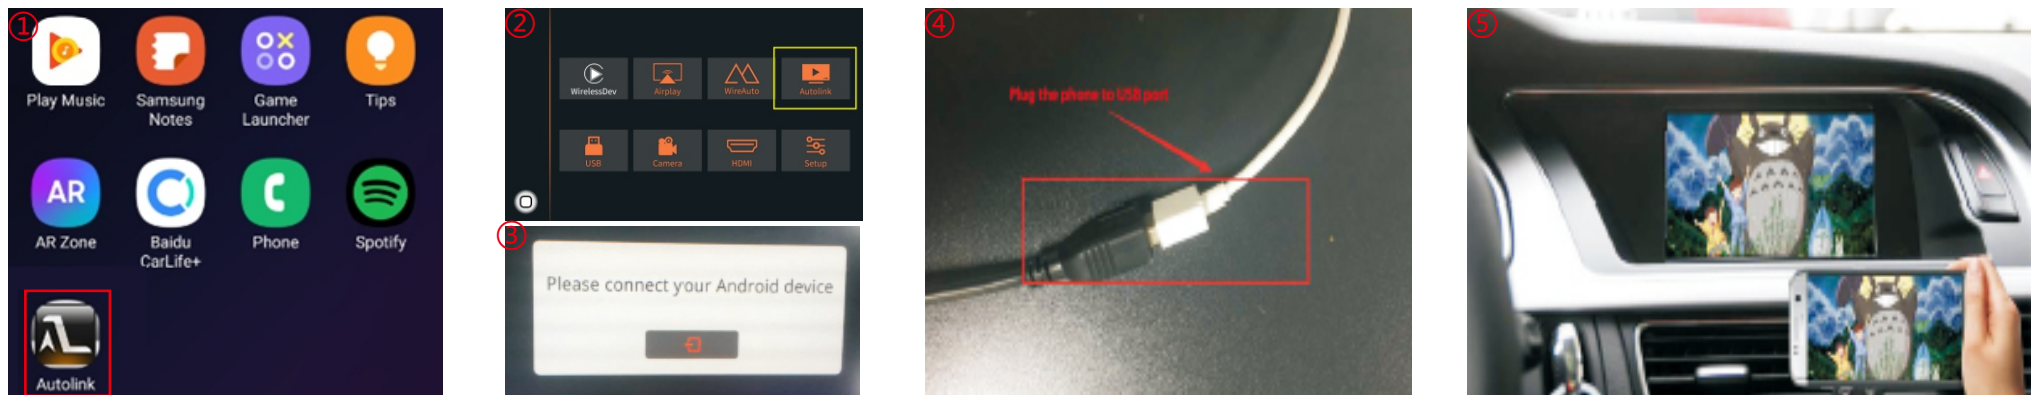 ①
Play Music
Samsung
Notes
Game
Launcher
Tips
AR
AR Zone
Baidu
CarLife+
Phone
Spotify
Autolink
②
WirelessDev
Airplay
WireAuto
Autolink
USB
Camera
HDMI
Setup
③
Please connect your Android device
④
Plug the phone to USB port
⑤